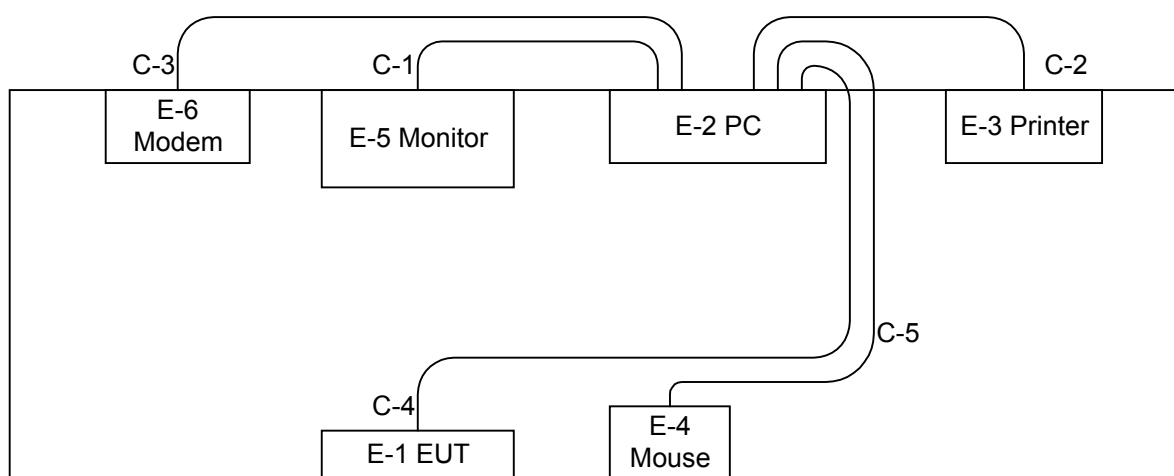 C-3
C-1
C-2
E-6
Modem
E-5 Monitor
E-2 PC
E-3 Printer
C-5
C-4
E-1 EUT
E-4
Mouse